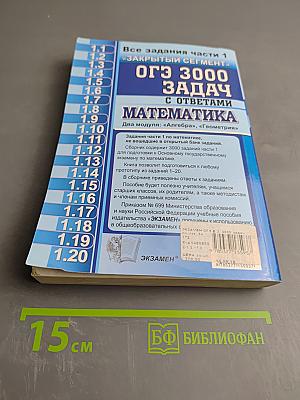 Все задания части 1
"ЗАКРЫТЫЙ СЕГМЕНТ"
ОГЭ 3000
ЗАДАЧ
С ОТВЕТАМИ
МАТЕМАТИКА
Два модуля: «Алгебра», «Геометрия»
1.1
1.2
1.3
1.4
1.5
1.6
1.7
1.8
1.9
1.10
1.11
1.12
1.13
1.14
1.15
1.16
1.17
1.18
1.19
1.20
Задания части 1 по математике,
не вошедшие в открытый банк заданий.
Сборник содержит 3000 заданий части 1
для подготовки к Основному государственному
экзамену по математике.
Книга позволит подготовиться к любому
прототипу из заданий 1–20.
В сборнике приведены ответы к заданиям.
Пособие будет полезно учителям, учащимся
старших классов, их родителям, а также методистам
и членам приемных комиссий.
Приказом № 699 Министерства образования
и науки Российской Федерации учебные пособия
издательства «ЭКЗАМЕН» допущены к использованию
в общеобразовательных
ЭКЗАМЕН
15 см
БФ БИБЛИОФАН